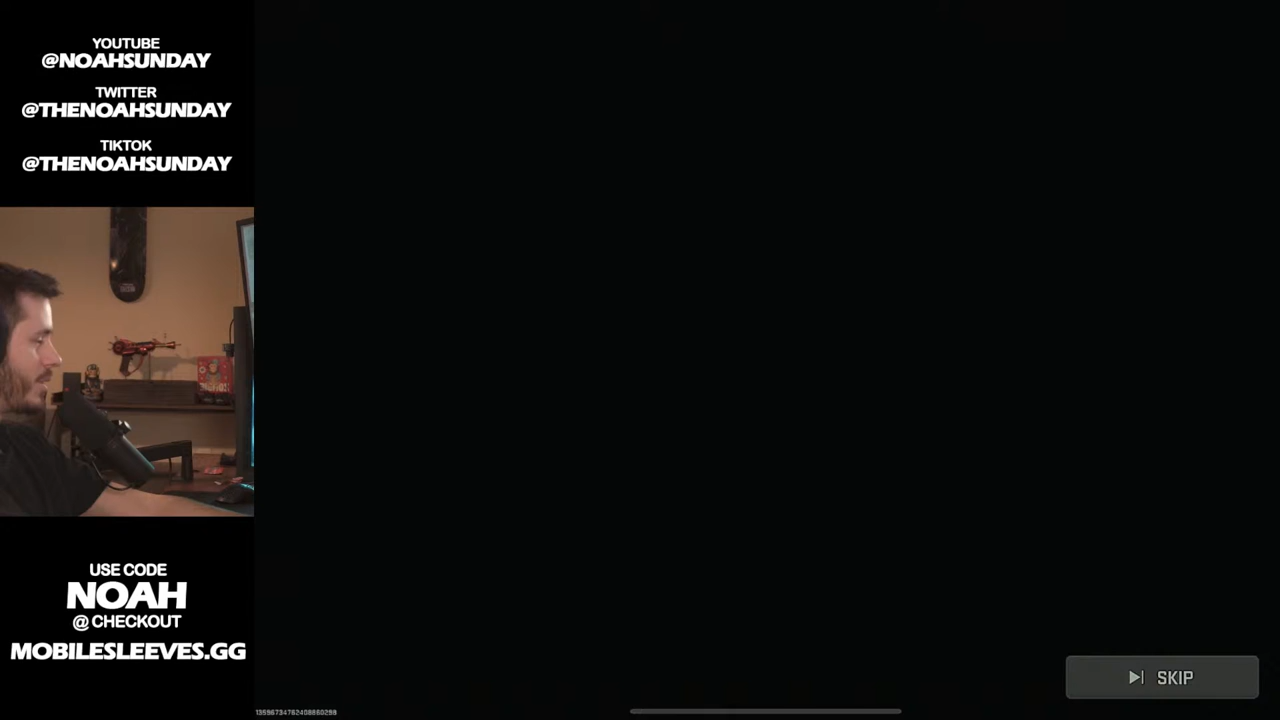 YOUTUBE
@NOAHSUNDAY
TWITTER
@THENOAHSUNDAY
TIKTOK
@THENOAHSUNDAY
USE CODE
NOAH
@ CHECKOUT
MOBILESLEEVES.GG
SKIP